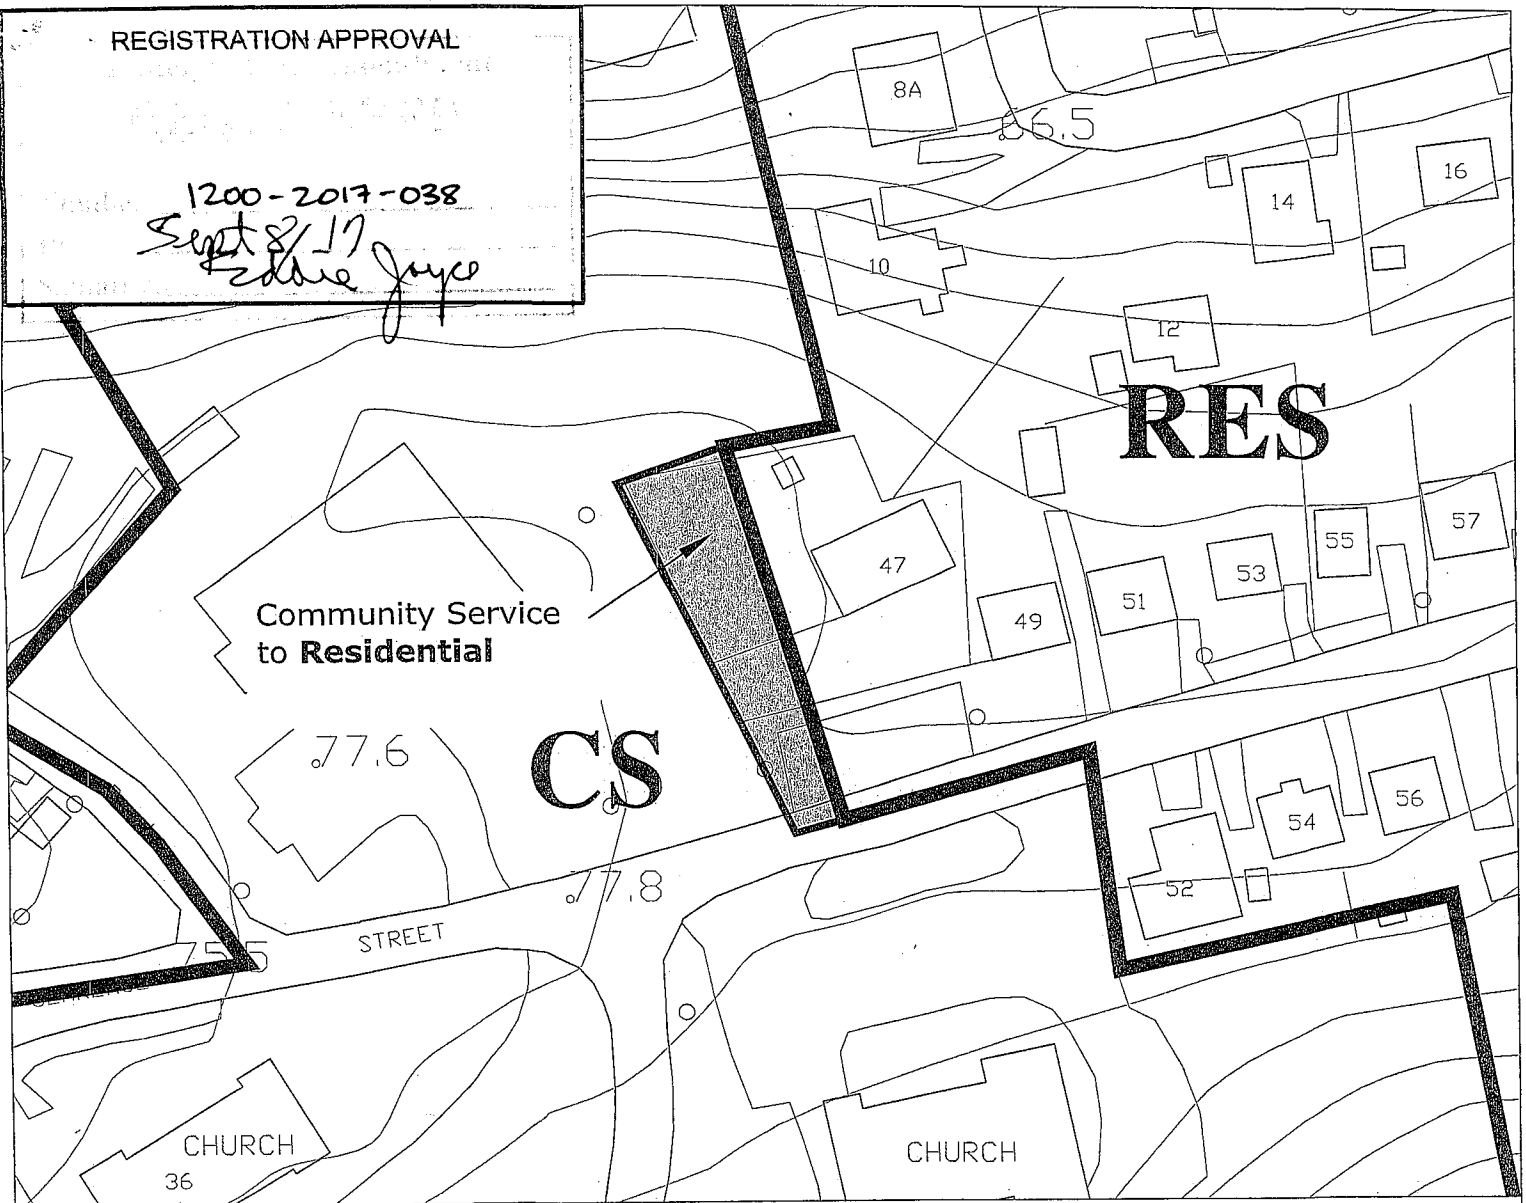 REGISTRATION APPROVAL
1200-2017-038
Sept 8/17
Eddie Joyce
8A
66.5
16
14
10
12
RES
57
55
47
53
51
49
Community Service
to Residential
CS
77.6
56
54
52
77.8
STREET
CHURCH
36
CHURCH